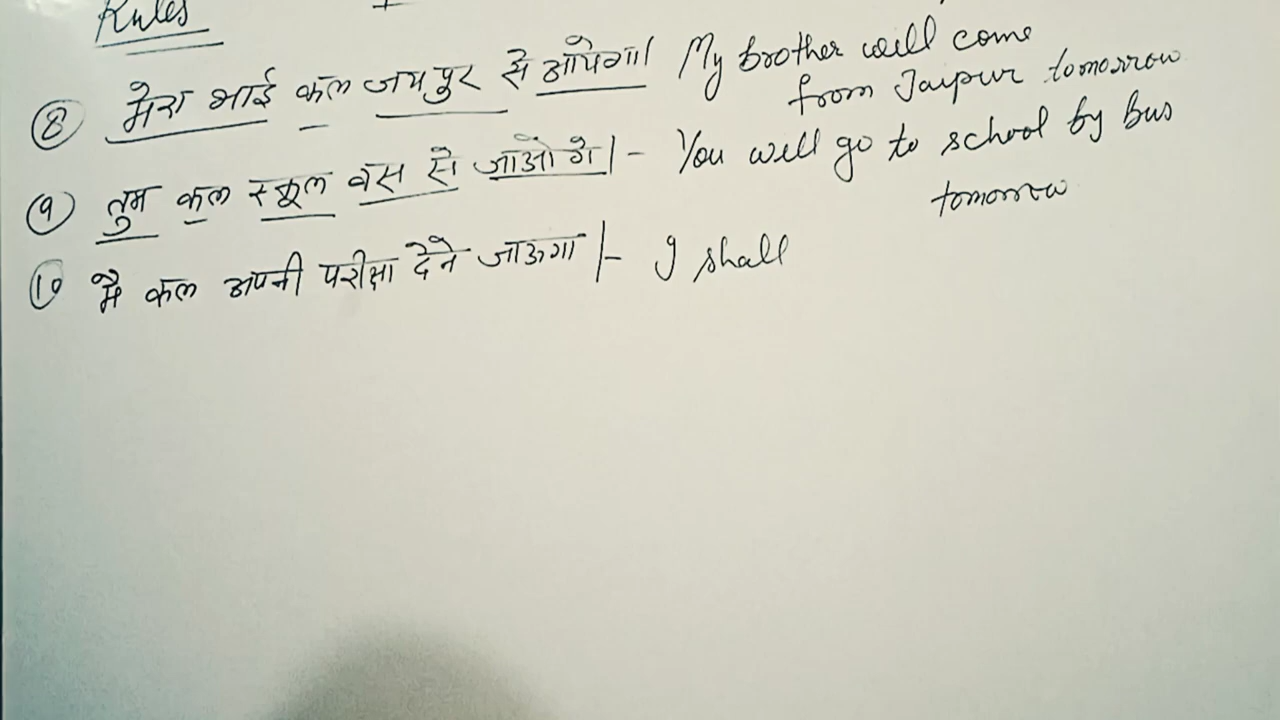 Rules
(8) मेरा भाई कल जयपुर से आयेगा। My brother will come
from Jaipur tomorrow
(9) तुम कल स्कूल बस से जाओगे। - You will go to school by bus
tomorrow
(10) मै कल अपनी परीक्षा देने जाऊगा। - I shall